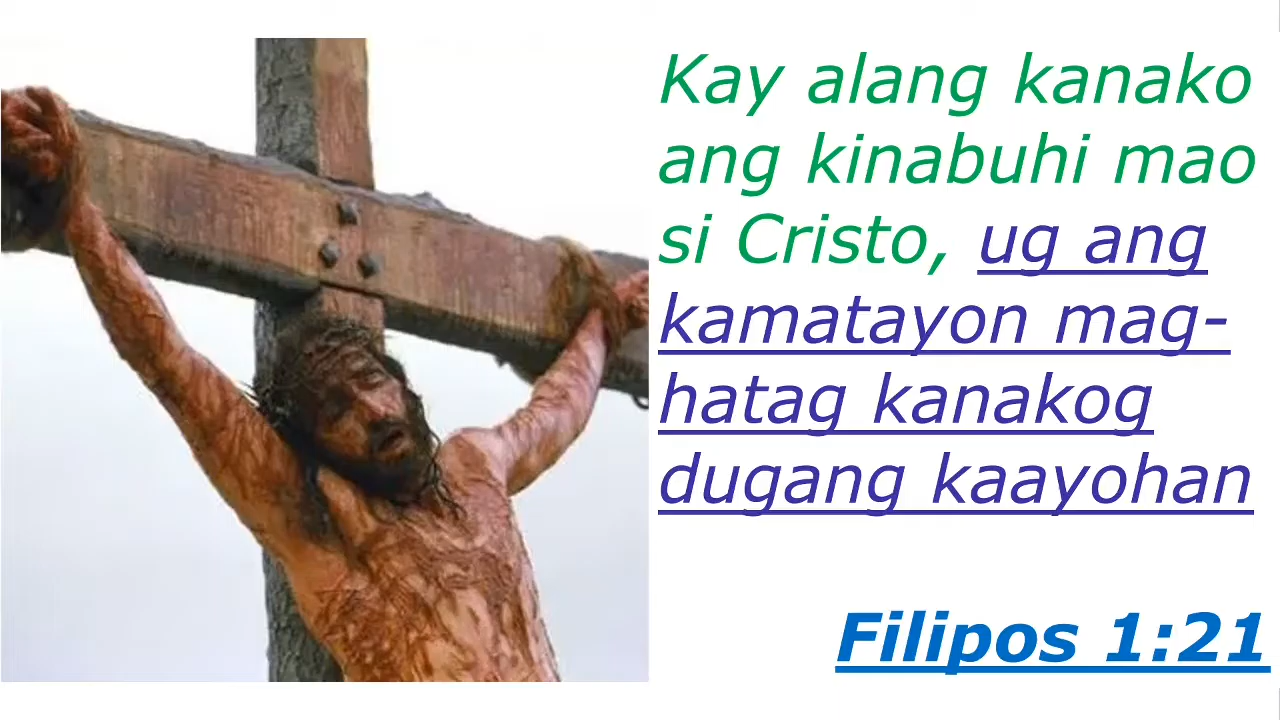 Kay alang kanako
ang kinabuhi mao
si Cristo, ug ang
kamatayon mag-
hatag kanakog
dugang kaayohan
Filipos 1:21